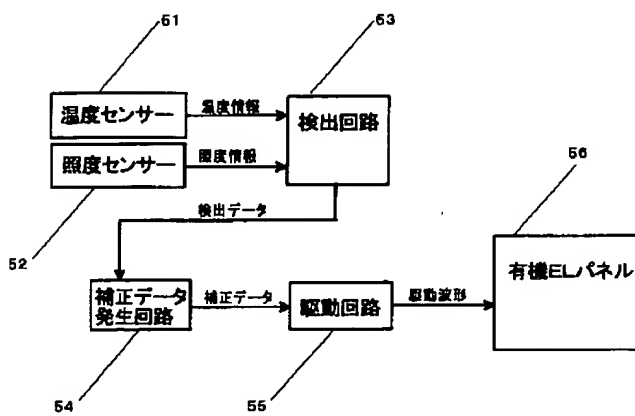 51
53
温度センサー
温度情報
検出回路
照度センサー
照度情報
52
検出データ
56
有機ELパネル
補正データ
発生回路
補正データ
駆動回路
駆動波形
54
55